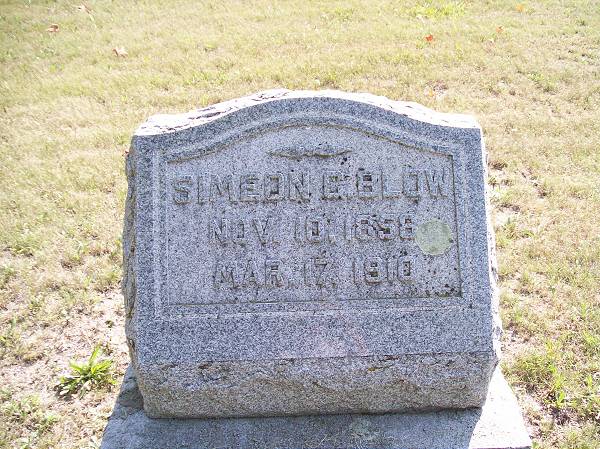 SIMEON E. BLOW
NOV. 10, 1858
MAR. 17, 1910